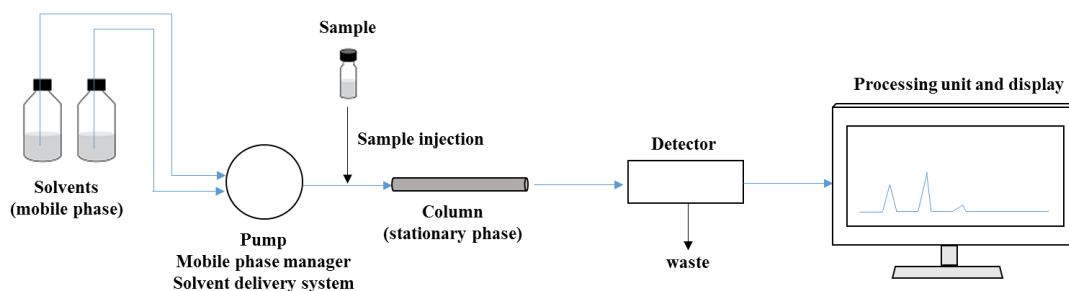 Sample
Processing unit and display
Sample injection
Detector
Solvents
(mobile phase)
Column
(stationary phase)
Pump
Mobile phase manager
Solvent delivery system
waste